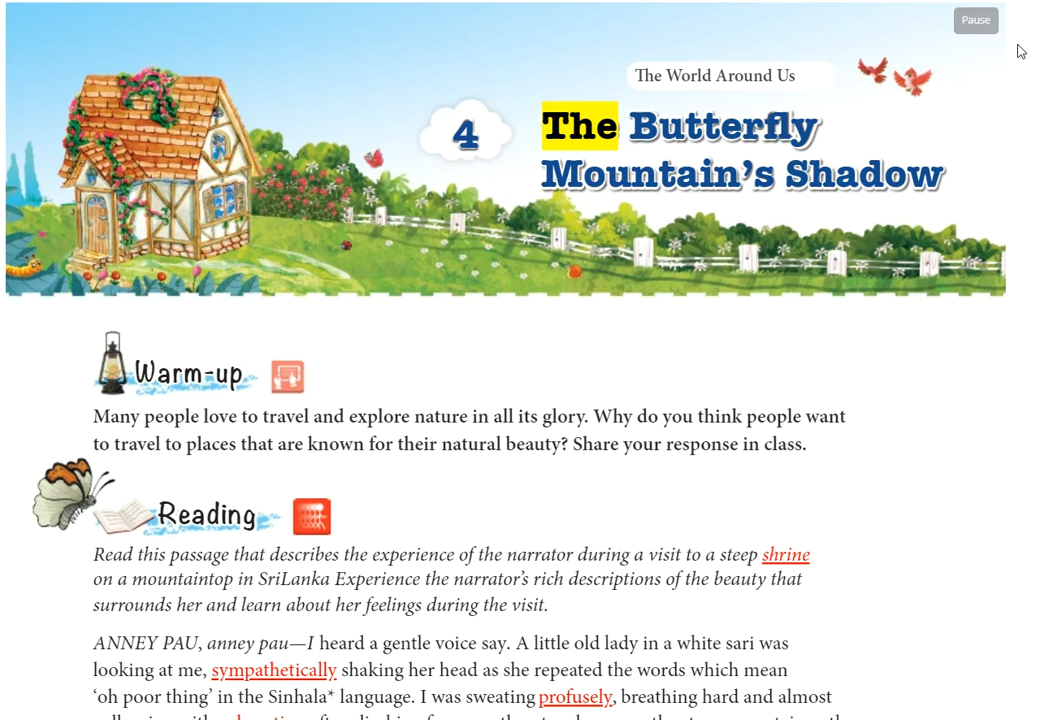 Pause
The World Around Us
4
The Butterfly
Mountain's Shadow
Warm-up
Many people love to travel and explore nature in all its glory. Why do you think people want
to travel to places that are known for their natural beauty? Share your response in class.
Reading
Read this passage that describes the experience of the narrator during a visit to a steep shrine
on a mountaintop in SriLanka Experience the narrator's rich descriptions of the beauty that
surrounds her and learn about her feelings during the visit.
ANNEY PAU, anney pau—I heard a gentle voice say. A little old lady in a white sari was
looking at me, sympathetically shaking her head as she repeated the words which mean
'oh poor thing' in the Sinhala* language. I was sweating profusely, breathing hard and almost